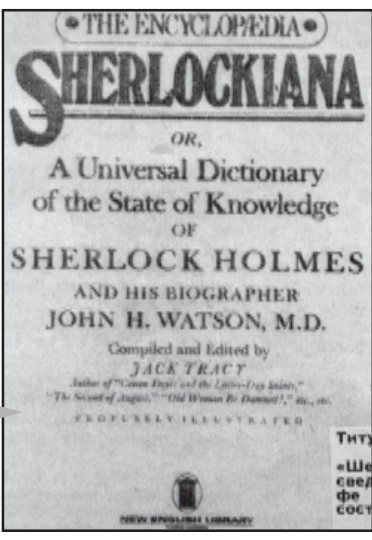 THE ENCYCLOPÆDIA
SHERLOCKIANA
OR,
A Universal Dictionary
of the State of Knowledge
OF
SHERLOCK HOLMES
AND HIS BIOGRAPHER
JOHN H. WATSON, M.D.
Compiled and Edited by
JACK TRACY
Author of "Conan Doyle and the Latter-Day Saints,"
"The Second of August," "Old Woman Be Damned!," etc., etc.
PROFUSELY ILLUSTRATED
NEW ENGLISH LIBRARY
Титу
«Ше
свед
фе
сост